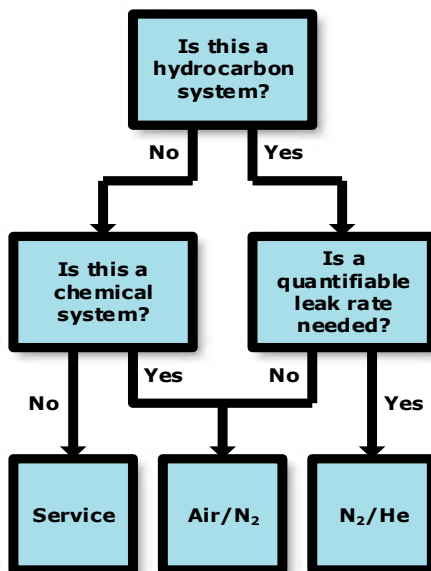 Is this a
hydrocarbon
system?
No
Yes
Is this a
chemical
system?
Is a
quantifiable
leak rate
needed?
No
Yes
No
Yes
Service
Air/N₂
N₂/He